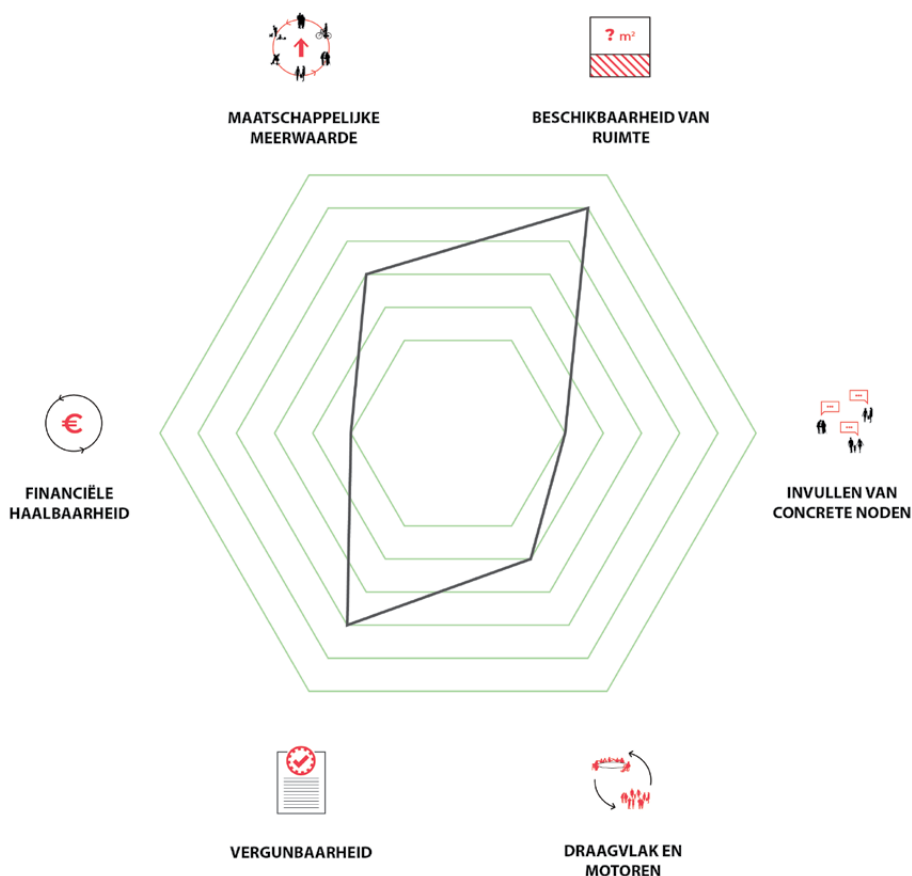 ? m²
MAATSCHAPPELIJKE
MEERWAARDE
BESCHIKBAARHEID VAN
RUIMTE
€
FINANCIËLE
HAALBAARHEID
...
...
...
INVULLEN VAN
CONCRETE NODEN
VERGUNBAARHEID
DRAAGVLAK EN
MOTOREN